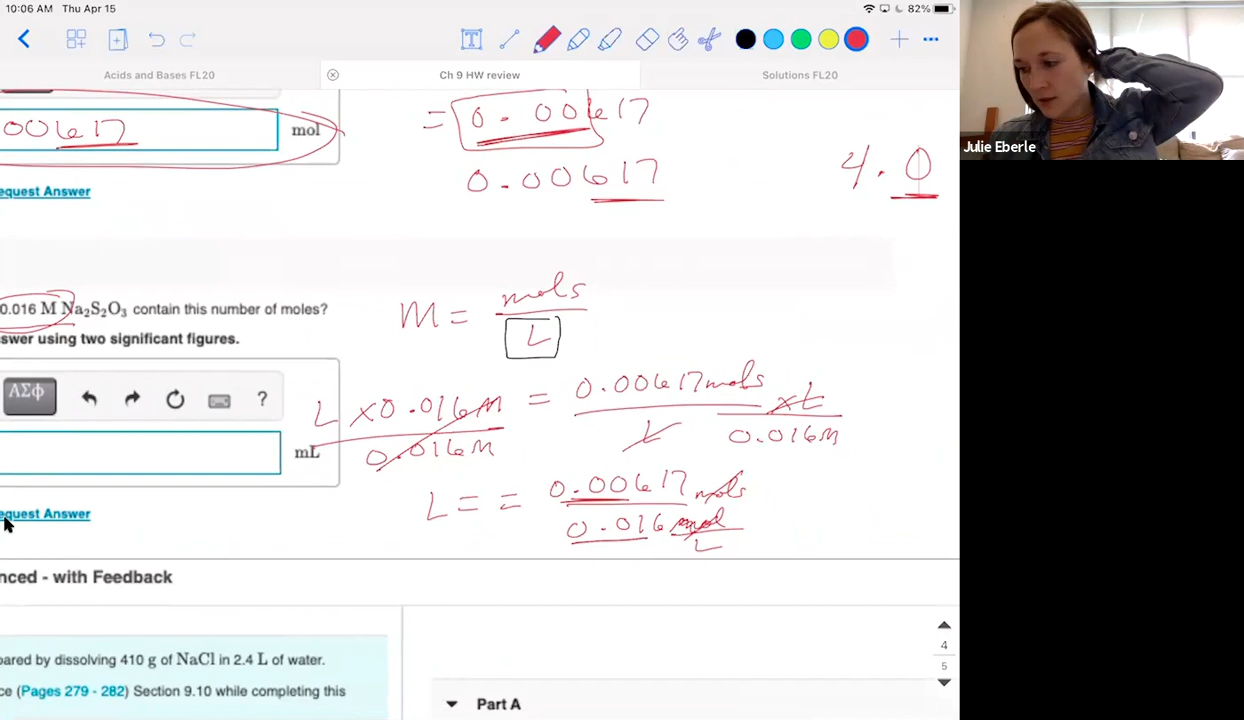 10:06 AM Thu Apr 15
82%
Acids and Bases FL20
Ch 9 HW review
Solutions FL20
Julie Eberle
00617
mol
= 0.00617
0.00617
4.0
equest Answer
0.016 M Na₂S₂O₃ contain this number of moles?
swer using two significant figures.
M = mols / L
ΑΣφ
?
mL
L x 0.016M / 0.016M = 0.00617mols / L xL / 0.016M
L = = 0.00617 mols / 0.016 mol / L
equest Answer
nced - with Feedback
pared by dissolving 410 g of NaCl in 2.4 L of water.
ce (Pages 279 - 282) Section 9.10 while completing this
Part A
4
5